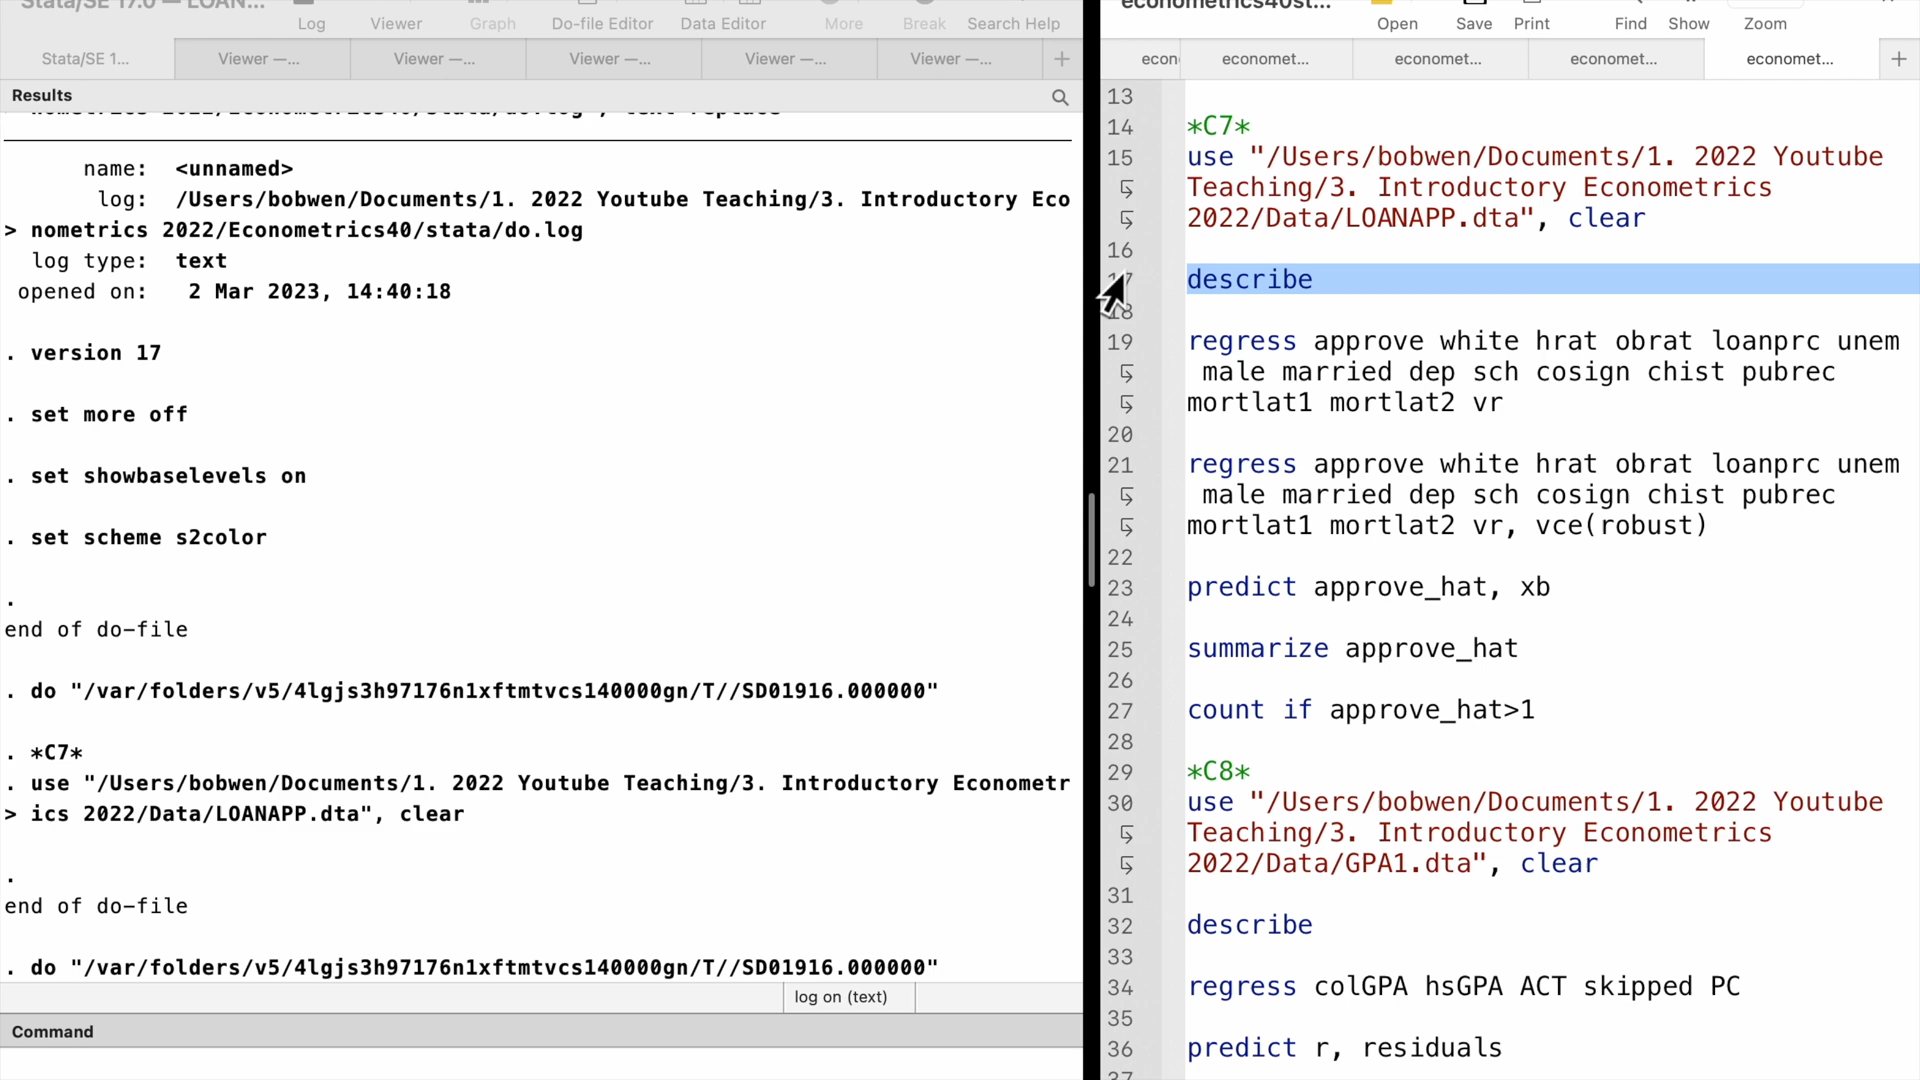 Stata/SE 17.0 — LOAN...
Log
Viewer
Graph
Do-file Editor
Data Editor
More
Break
Search Help
Stata/SE 1...
Viewer —...
Viewer —...
Viewer —...
Viewer —...
Viewer —...
+
Results
name: <unnamed>
log: /Users/bobwen/Documents/1. 2022 Youtube Teaching/3. Introductory Eco
> nometrics 2022/Econometrics40/stata/do.log
log type: text
opened on: 2 Mar 2023, 14:40:18
. version 17
. set more off
. set showbaselevels on
. set scheme s2color
.
end of do-file
. do "/var/folders/v5/4lgjs3h97176n1xftmtvcs140000gn/T//SD01916.000000"
. *C7*
. use "/Users/bobwen/Documents/1. 2022 Youtube Teaching/3. Introductory Econometr
> ics 2022/Data/LOANAPP.dta", clear
.
end of do-file
. do "/var/folders/v5/4lgjs3h97176n1xftmtvcs140000gn/T//SD01916.000000"
log on (text)
Command
econometrics40st...
Open
Save
Print
Find
Show
Zoom
econ
economet...
economet...
economet...
economet...
+
13
14 *C7*
15 use "/Users/bobwen/Documents/1. 2022 Youtube
Teaching/3. Introductory Econometrics
2022/Data/LOANAPP.dta", clear
16
17 describe
18
19 regress approve white hrat obrat loanprc unem
male married dep sch cosign chist pubrec
mortlat1 mortlat2 vr
20
21 regress approve white hrat obrat loanprc unem
male married dep sch cosign chist pubrec
mortlat1 mortlat2 vr, vce(robust)
22
23 predict approve_hat, xb
24
25 summarize approve_hat
26
27 count if approve_hat>1
28
29 *C8*
30 use "/Users/bobwen/Documents/1. 2022 Youtube
Teaching/3. Introductory Econometrics
2022/Data/GPA1.dta", clear
31
32 describe
33
34 regress colGPA hsGPA ACT skipped PC
35
36 predict r, residuals
37